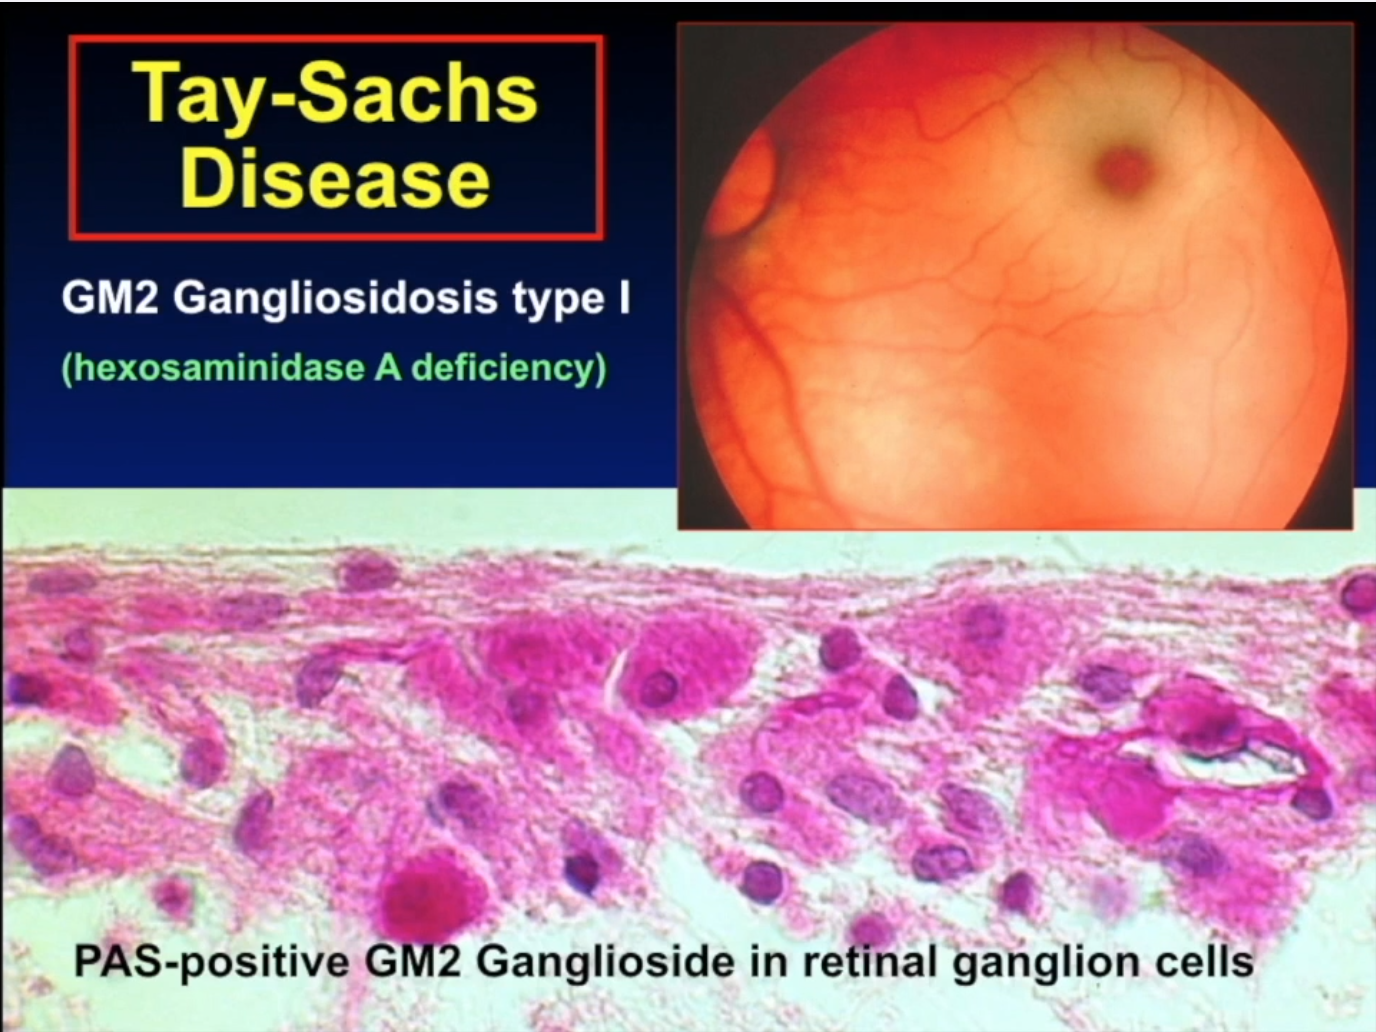 Tay-Sachs
Disease
GM2 Gangliosidosis type I
(hexosaminidase A deficiency)
PAS-positive GM2 Ganglioside in retinal ganglion cells